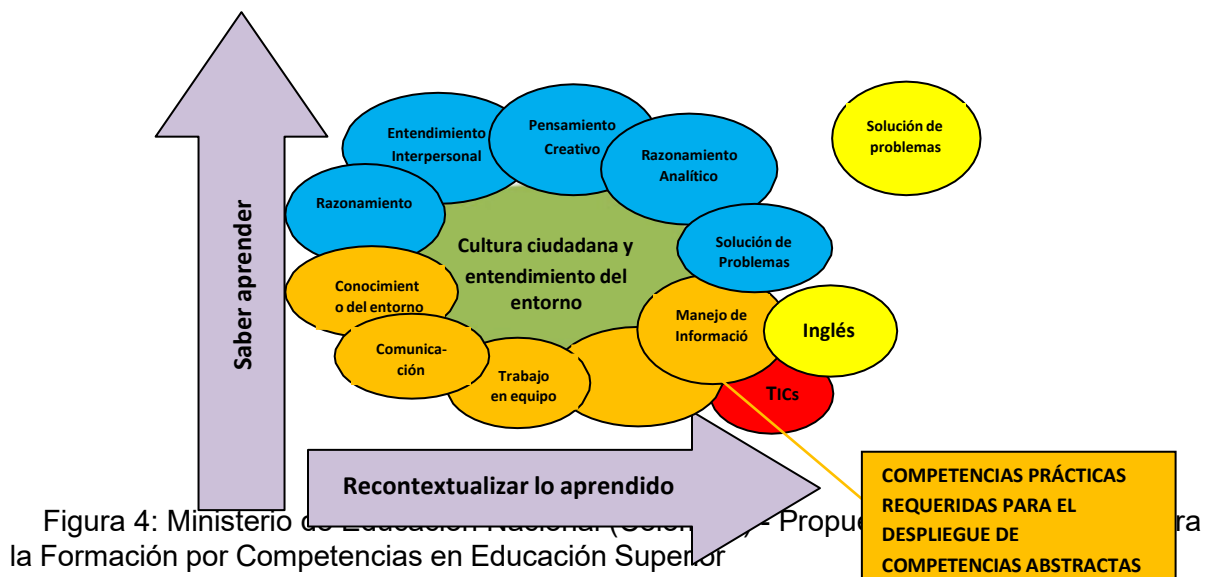 Entendimiento
Interpersonal
Pensamiento
Creativo
Razonamiento
Analítico
Solución de
problemas
Razonamiento
Solución de
Problemas
Cultura ciudadana y
entendimiento del
entorno
Conocimient
o del entorno
Comunica-
ción
Trabajo
en equipo
Manejo de
Informació
Inglés
TICs
Saber aprender
Recontextualizar lo aprendido
COMPETENCIAS PRÁCTICAS
REQUERIDAS PARA EL
DESPLIEGUE DE
COMPETENCIAS ABSTRACTAS
Figura 4: Ministerio de Educación Nacional
la Formación por Competencias en Educación Superior